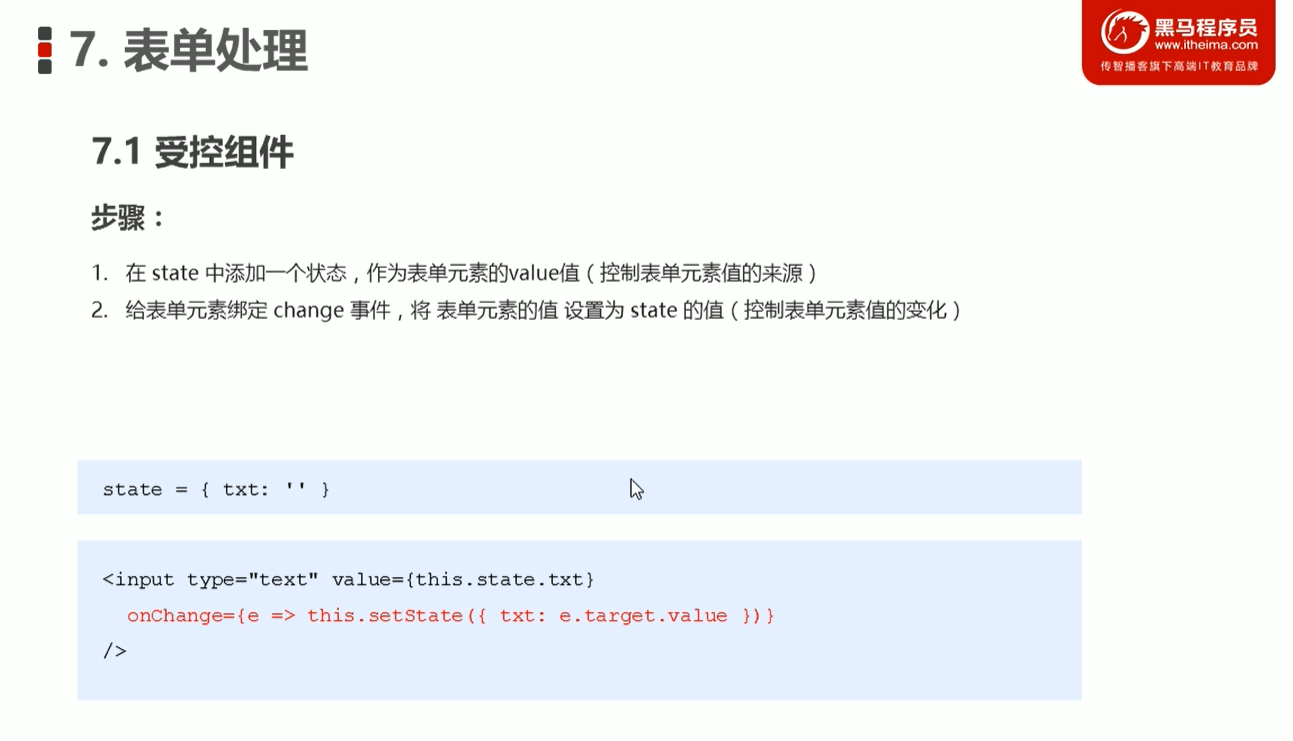 7. 表单处理
黑马程序员
www.itheima.com
传智播客旗下高端IT教育品牌
7.1 受控组件
步骤：
1. 在 state 中添加一个状态，作为表单元素的value值（控制表单元素值的来源）
2. 给表单元素绑定 change 事件，将 表单元素的值 设置为 state 的值（控制表单元素值的变化）
state = { txt: '' }
<input type="text" value={this.state.txt}
onChange={e => this.setState({ txt: e.target.value })}
/>